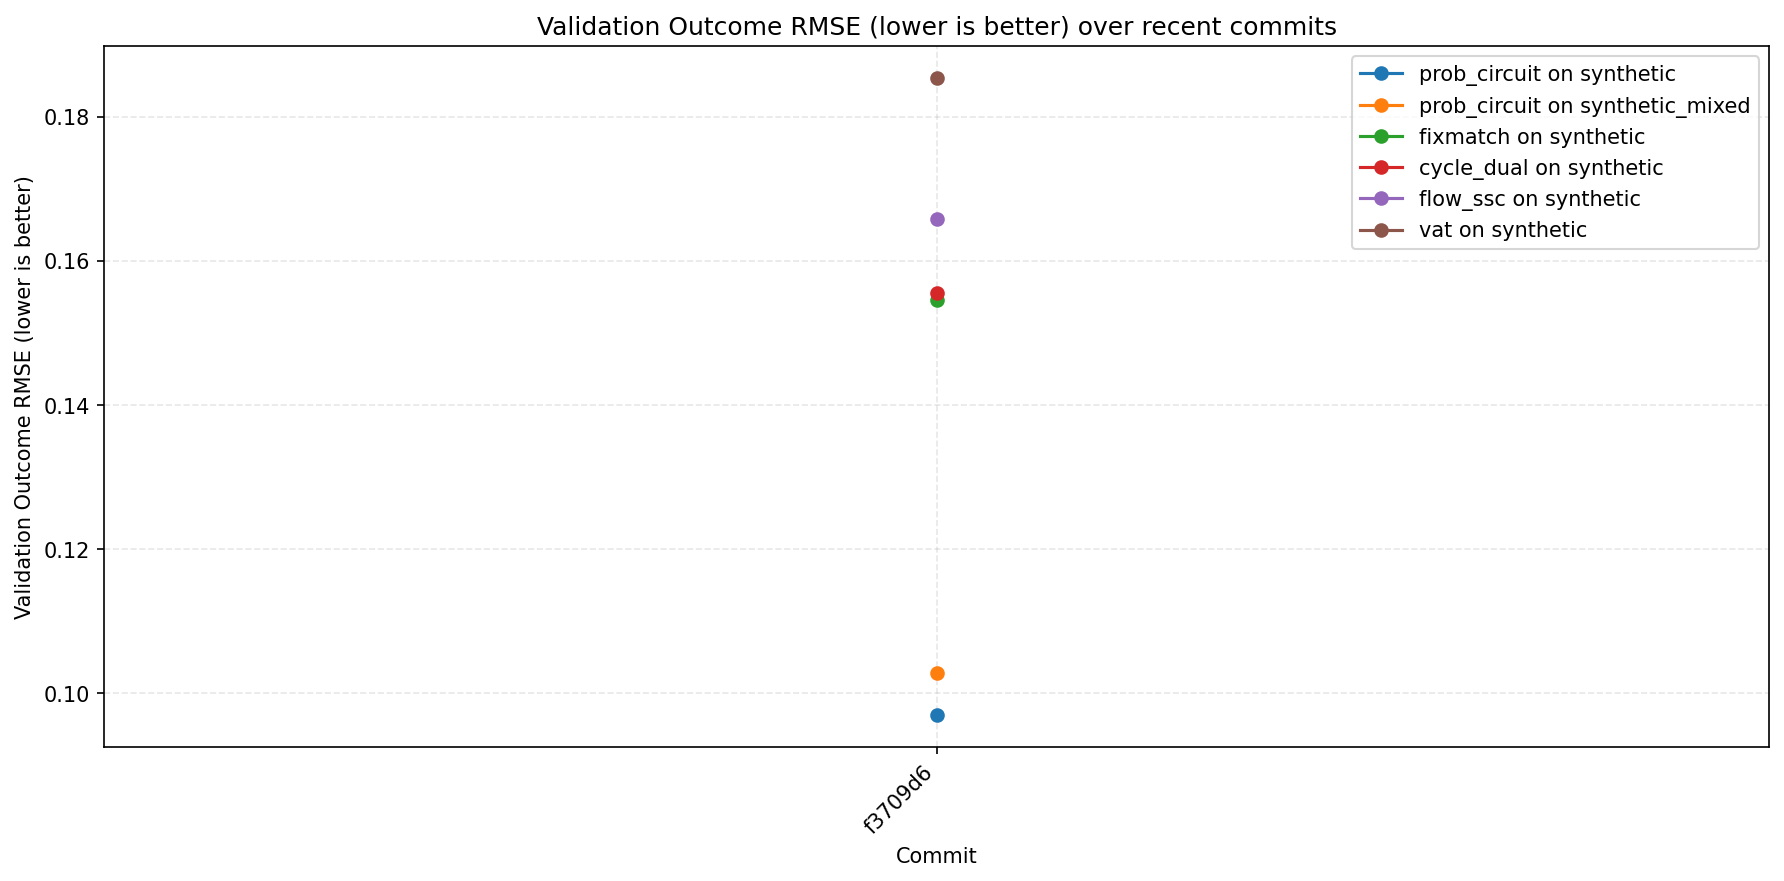 Validation Outcome RMSE (lower is better) over recent commits
Validation Outcome RMSE (lower is better)
0.18
0.16
0.14
0.12
0.10
prob_circuit on synthetic
prob_circuit on synthetic_mixed
fixmatch on synthetic
cycle_dual on synthetic
flow_ssc on synthetic
vat on synthetic
f3709d6
Commit